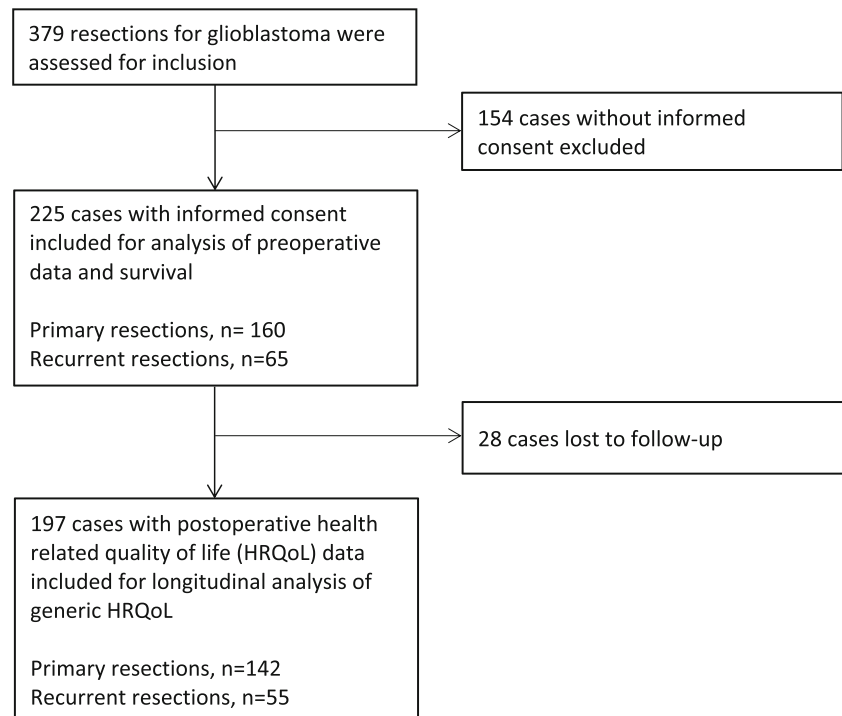 379 resections for glioblastoma were
assessed for inclusion
154 cases without informed
consent excluded
225 cases with informed consent
included for analysis of preoperative
data and survival
Primary resections, n= 160
Recurrent resections, n=65
28 cases lost to follow-up
197 cases with postoperative health
related quality of life (HRQoL) data
included for longitudinal analysis of
generic HRQoL
Primary resections, n=142
Recurrent resections, n=55